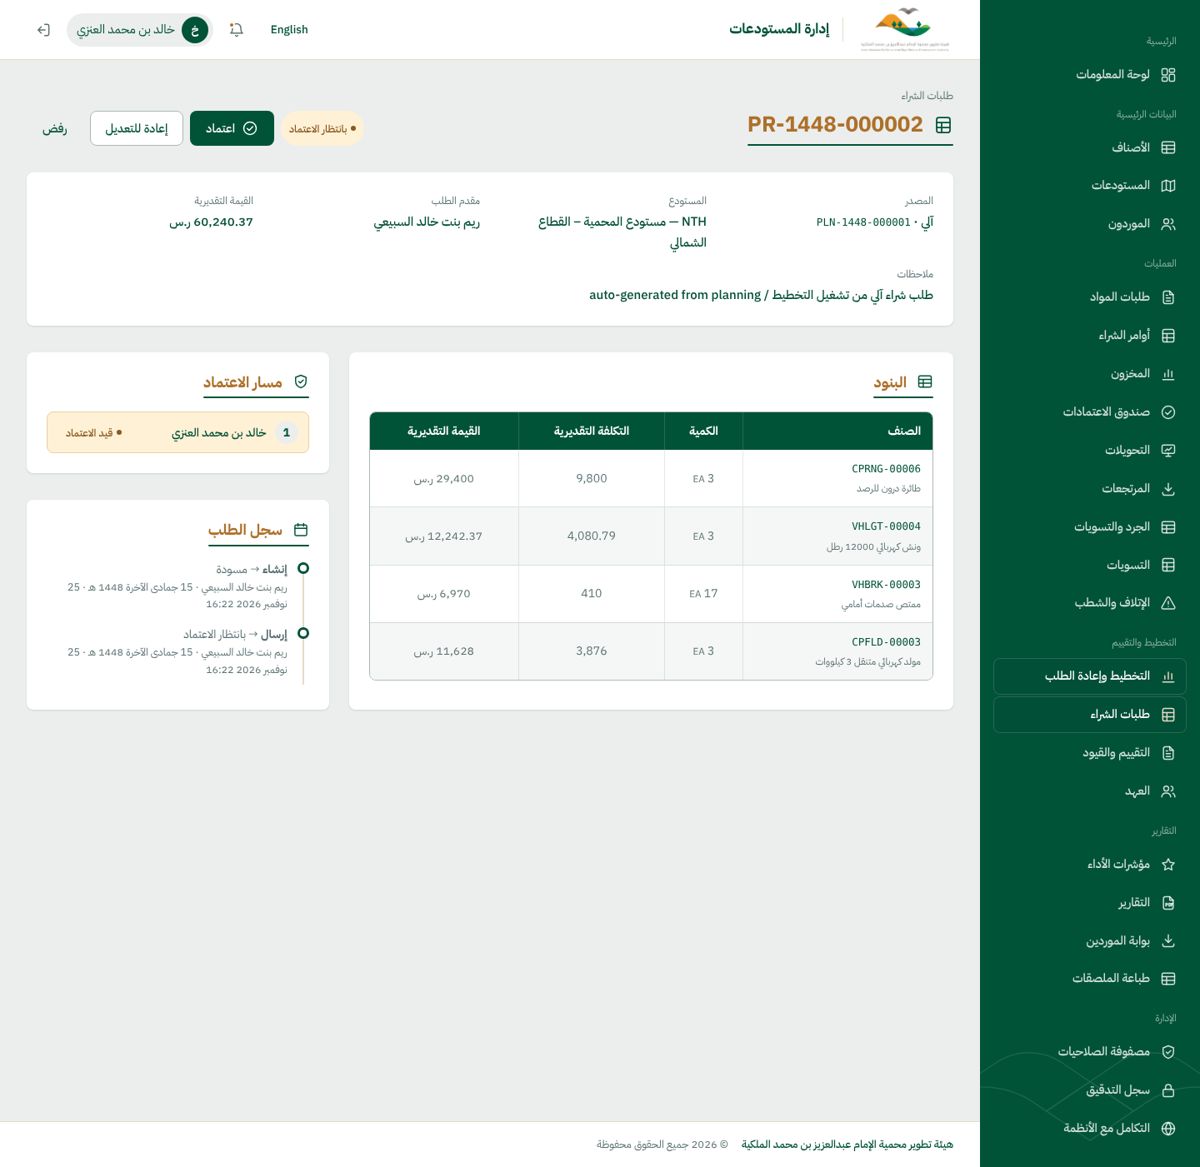 إدارة المستودعات
English
خ
خالد بن محمد العنزي
الرئيسية
لوحة المعلومات
البيانات الرئيسية
الأصناف
المستودعات
الموردون
العمليات
طلبات المواد
أوامر الشراء
المخزون
صندوق الاعتمادات
التحويلات
المرتجعات
الجرد والتسويات
التسويات
الإتلاف والشطب
التخطيط والتقييم
التخطيط وإعادة الطلب
طلبات الشراء
التقييم والقيود
العهد
التقارير
مؤشرات الأداء
التقارير
بوابة الموردين
طباعة الملصقات
الإدارة
مصفوفة الصلاحيات
سجل التدقيق
التكامل مع الأنظمة
طلبات الشراء
PR-1448-000002
بانتظار الاعتماد
اعتماد
إعادة للتعديل
رفض
المصدر
آلي · PLN-1448-000001
المستودع
NTH — مستودع المحمية – القطاع
الشمالي
مقدم الطلب
ريم بنت خالد السبيعي
القيمة التقديرية
60,240.37 ر.س
ملاحظات
طلب شراء آلي من تشغيل التخطيط / auto-generated from planning
البنود
الصنف الكمية التكلفة التقديرية القيمة التقديرية
CPRNG-00006
طائرة درون للرصد
3 EA 9,800 29,400 ر.س
VHLGT-00004
ونش كهربائي 12000 رطل
3 EA 4,080.79 12,242.37 ر.س
VHBRK-00003
ممتص صدمات أمامي
17 EA 410 6,970 ر.س
CPFLD-00003
مولد كهربائي متنقل 3 كيلووات
3 EA 3,876 11,628 ر.س
مسار الاعتماد
1 خالد بن محمد العنزي قيد الاعتماد
سجل الطلب
إنشاء → مسودة
ريم بنت خالد السبيعي · 15 جمادى الآخرة 1448 هـ · 25
نوفمبر 2026 16:22
إرسال → بانتظار الاعتماد
ريم بنت خالد السبيعي · 15 جمادى الآخرة 1448 هـ · 25
نوفمبر 2026 16:22
هيئة تطوير محمية الإمام عبدالعزيز بن محمد الملكية
© 2026 جميع الحقوق محفوظة